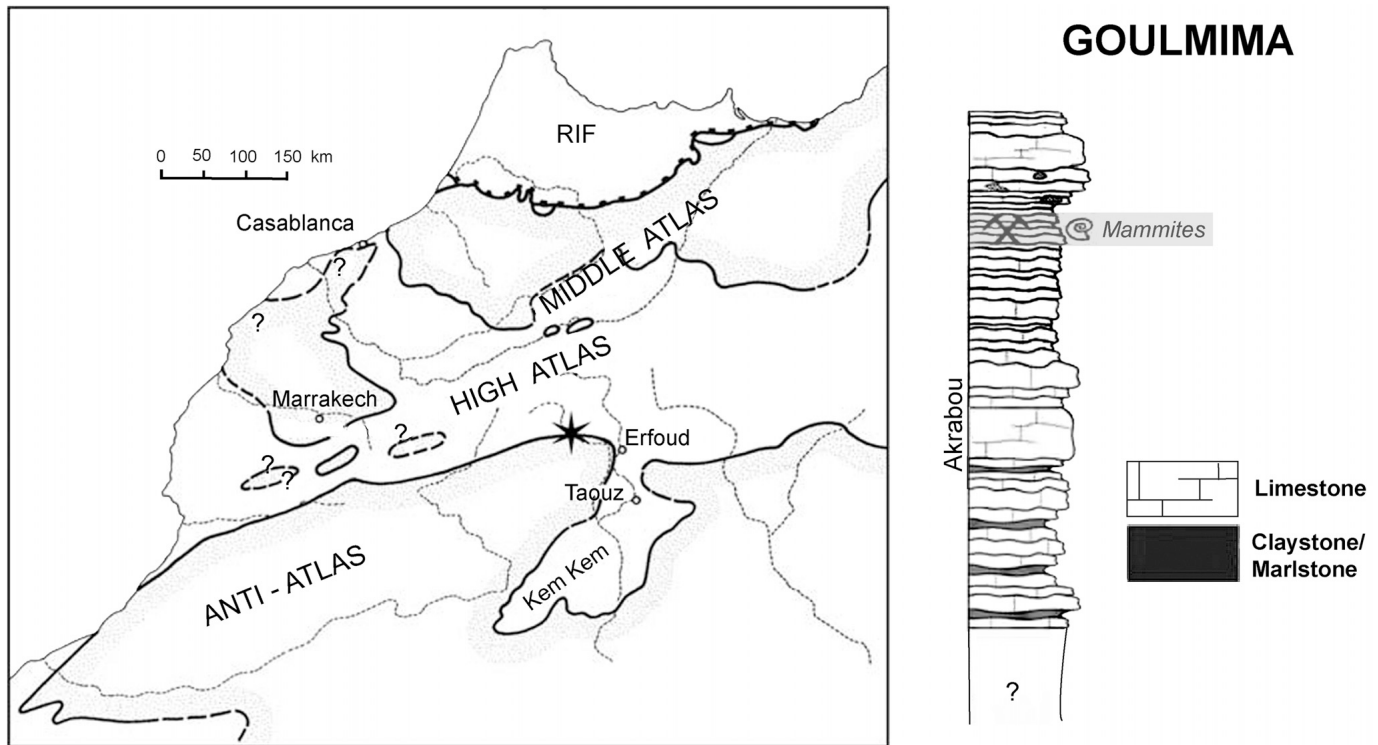 GOULMIMA
RIF
0 50 100 150 km
Casablanca
?
?
MIDDLE ATLAS
HIGH ATLAS
Marrakech
?
?
?
Erfoud
Taouz
Kem Kem
ANTI - ATLAS
Mammites
Akrabou
Limestone
Claystone/
Marlstone
?